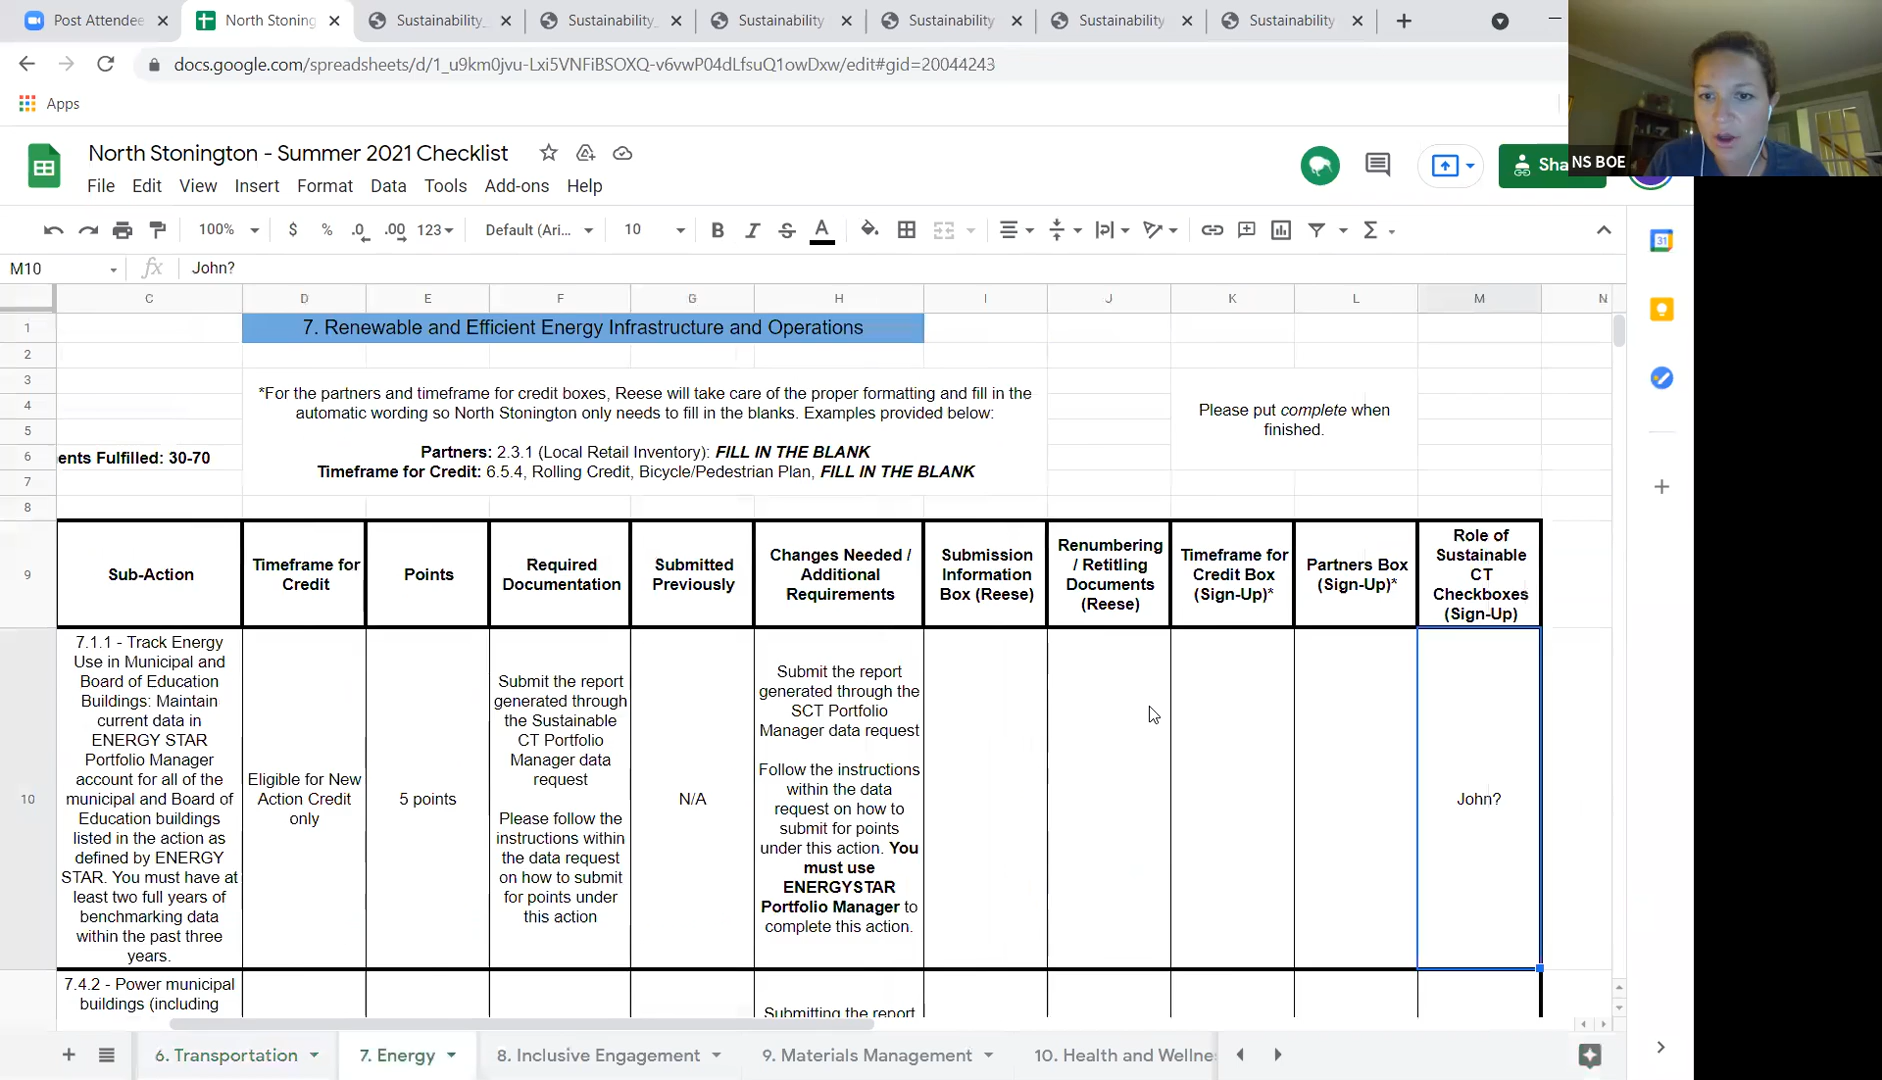 Post Attendee
North Stoning
Sustainability_
Sustainability_
Sustainability
Sustainability
Sustainability
Sustainability
docs.google.com/spreadsheets/d/1_u9km0jvu-Lxi5VNFiBSOXQ-v6vwP04dLfsuQ1owDxw/edit#gid=20044243
Apps
NS BOE
North Stonington - Summer 2021 Checklist
Sha
File Edit View Insert Format Data Tools Add-ons Help
100% $ % .0 .00 123 Default (Ari... 10 B I S A
M10 fx John?
C D E F G H I J K L M N
1 7. Renewable and Efficient Energy Infrastructure and Operations
2
3
4
5
6
7
8
*For the partners and timeframe for credit boxes, Reese will take care of the proper formatting and fill in the
automatic wording so North Stonington only needs to fill in the blanks. Examples provided below:
Partners: 2.3.1 (Local Retail Inventory): FILL IN THE BLANK
Timeframe for Credit: 6.5.4, Rolling Credit, Bicycle/Pedestrian Plan, FILL IN THE BLANK
Please put complete when
finished.
ents Fulfilled: 30-70
9
Sub-Action
Timeframe for
Credit
Points
Required
Documentation
Submitted
Previously
Changes Needed /
Additional
Requirements
Submission
Information
Box (Reese)
Renumbering
/ Retitling
Documents
(Reese)
Timeframe for
Credit Box
(Sign-Up)*
Partners Box
(Sign-Up)*
Role of
Sustainable
CT
Checkboxes
(Sign-Up)
10
7.1.1 - Track Energy
Use in Municipal and
Board of Education
Buildings: Maintain
current data in
ENERGY STAR
Portfolio Manager
account for all of the
municipal and Board of
Education buildings
listed in the action as
defined by ENERGY
STAR. You must have at
least two full years of
benchmarking data
within the past three
years.
Eligible for New
Action Credit
only
5 points
Submit the report
generated through
the Sustainable
CT Portfolio
Manager data
request
Please follow the
instructions within
the data request
on how to submit
for points under
this action
N/A
Submit the report
generated through the
SCT Portfolio
Manager data request
Follow the instructions
within the data
request on how to
submit for points
under this action. You
must use
ENERGYSTAR
Portfolio Manager to
complete this action.
John?
7.4.2 - Power municipal
buildings (including
Submitting the report
6. Transportation
7. Energy
8. Inclusive Engagement
9. Materials Management
10. Health and Wellne